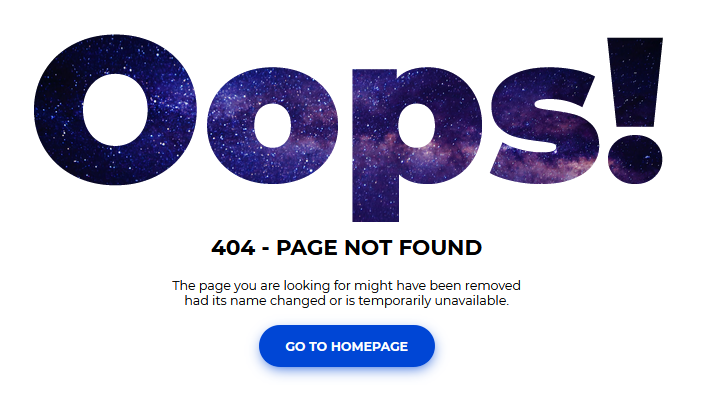 Oops!
404 - PAGE NOT FOUND
The page you are looking for might have been removed
had its name changed or is temporarily unavailable.
GO TO HOMEPAGE